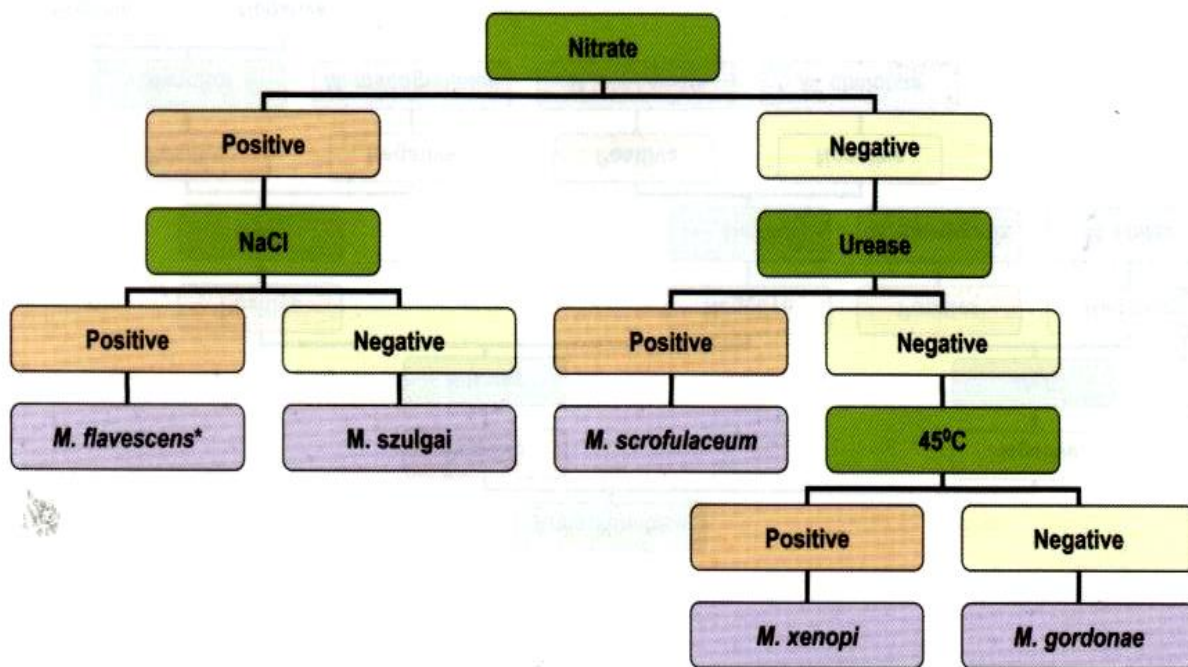 Nitrate
Positive
Negative
NaCl
Urease
Positive
Negative
Positive
Negative
M. flavescens*
M. szulgai
M. scrofulaceum
45⁰C
Positive
Negative
M. xenopi
M. gordonae